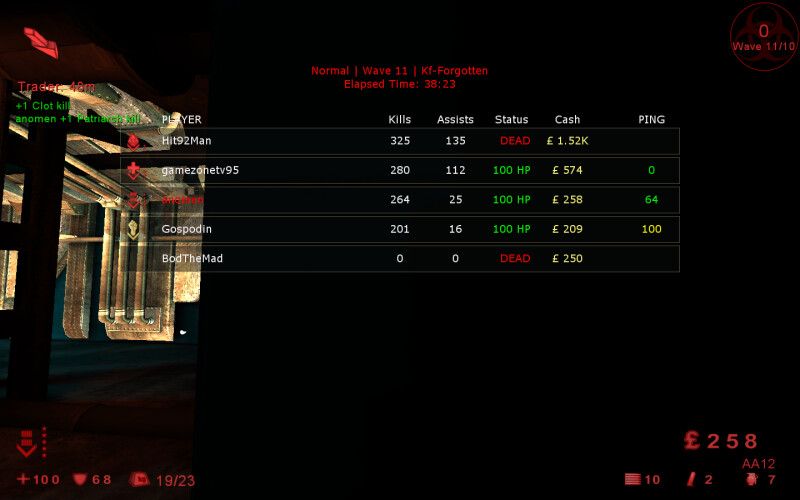 0
Wave 11/10
Normal | Wave 11 | Kf-Forgotten
Elapsed Time: 38:23
Trader: 48m
+1 Clot kill
anomen +1 Patriarch kill
PLAYER Kills Assists Status Cash PING
Hit92Man 325 135 DEAD £ 1.52K
gamezonetv95 280 112 100 HP £ 574 0
anomen 264 25 100 HP £ 258 64
Gospodin 201 16 100 HP £ 209 100
BodTheMad 0 0 DEAD £ 250
£ 258
AA12
+100 68 19/23 10 2 7